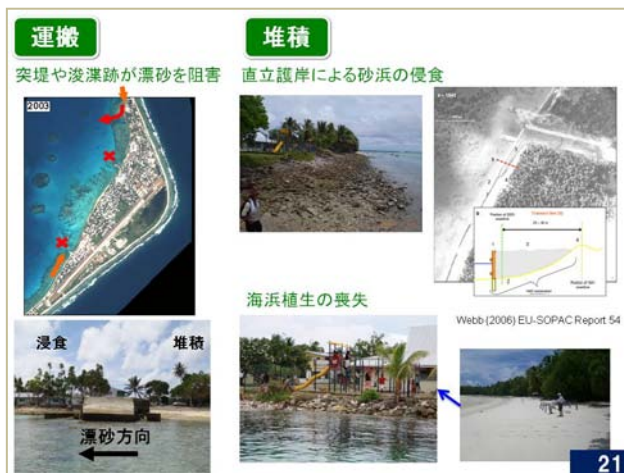 運搬
突堤や浚渫跡が漂砂を阻害
2003
浸食
堆積
漂砂方向
堆積
直立護岸による砂浜の侵食
Webb (2006) EU-SOPAC Report 54
海浜植生の喪失
21